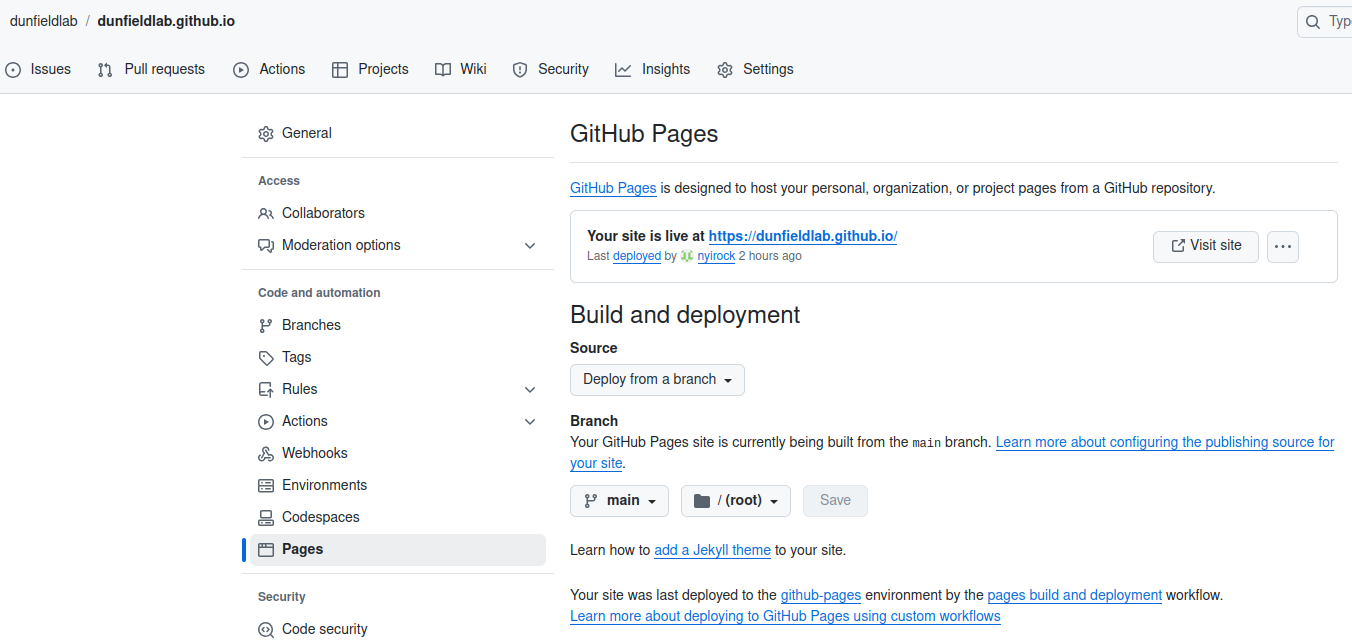 dunfieldlab / dunfieldlab.github.io
Typ
Issues Pull requests Actions Projects Wiki Security Insights Settings
General
Access
Collaborators
Moderation options
Code and automation
Branches
Tags
Rules
Actions
Webhooks
Environments
Codespaces
Pages
Security
Code security
GitHub Pages
GitHub Pages is designed to host your personal, organization, or project pages from a GitHub repository.
Your site is live at https://dunfieldlab.github.io/
Last deployed by nyirock 2 hours ago
Visit site
Build and deployment
Source
Deploy from a branch
Branch
Your GitHub Pages site is currently being built from the main branch. Learn more about configuring the publishing source for
your site.
main / (root) Save
Learn how to add a Jekyll theme to your site.
Your site was last deployed to the github-pages environment by the pages build and deployment workflow.
Learn more about deploying to GitHub Pages using custom workflows